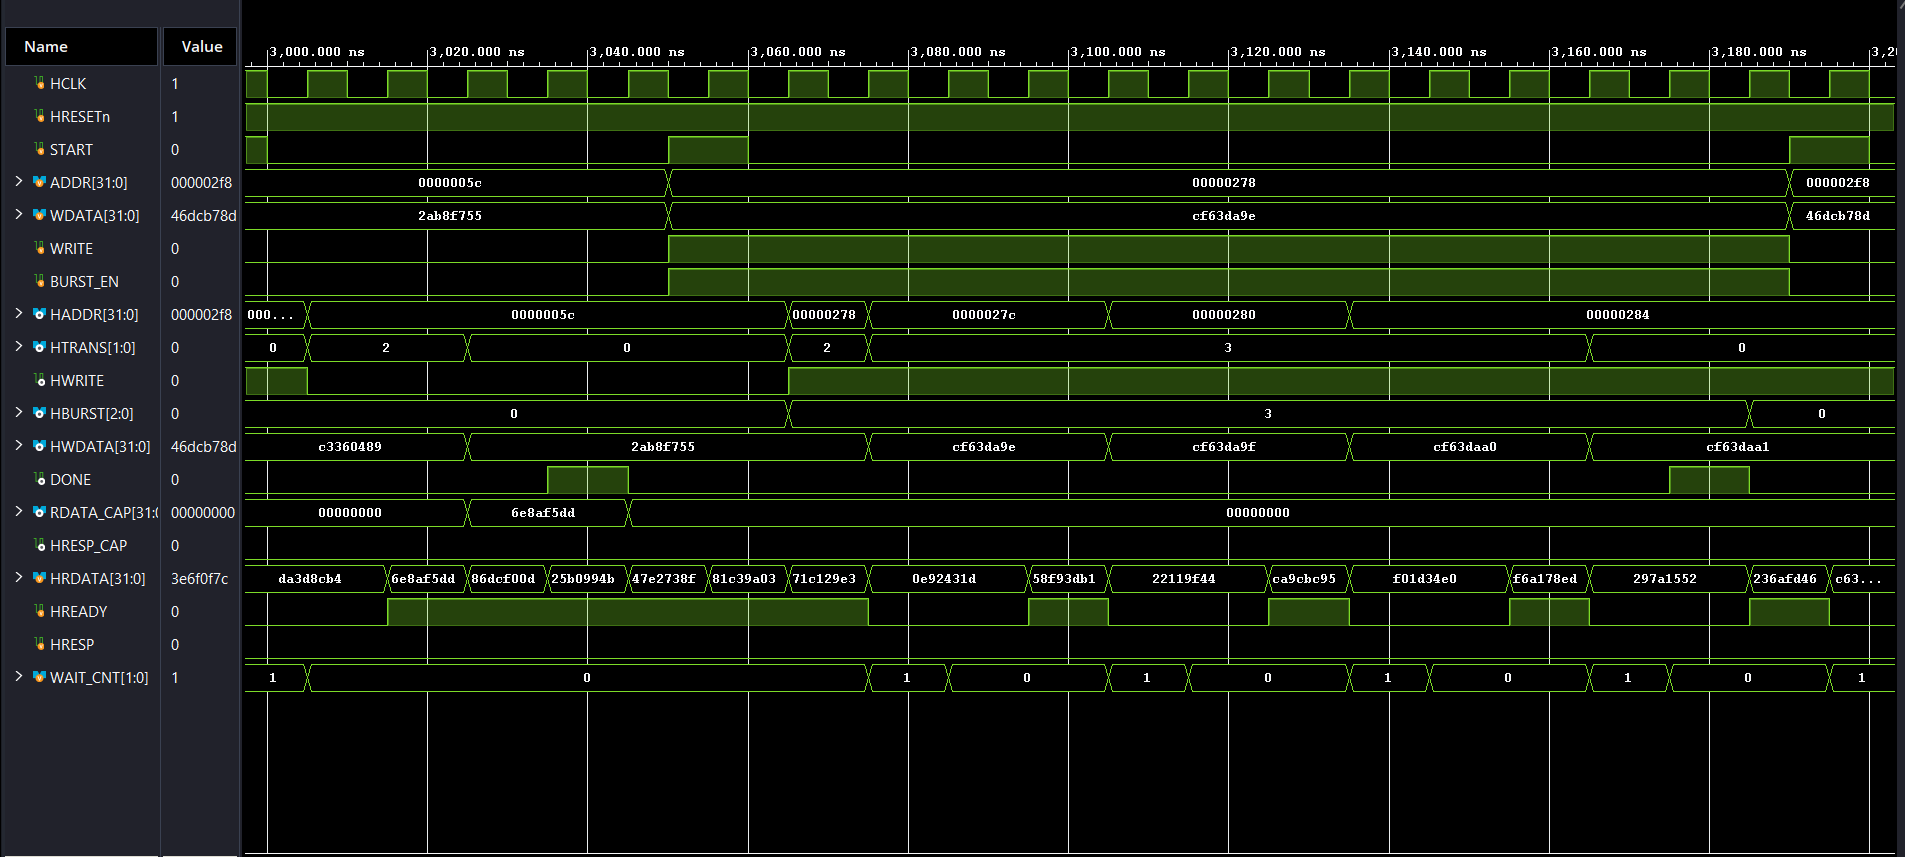 Name Value
3,000.000 ns 3,020.000 ns 3,040.000 ns 3,060.000 ns 3,080.000 ns 3,100.000 ns 3,120.000 ns 3,140.000 ns 3,160.000 ns 3,180.000 ns 3,2
HCLK 1
HRESETn 1
START 0
ADDR[31:0] 000002f8 0000005c 00000278 000002f8
WDATA[31:0] 46dcb78d 2ab8f755 cf63da9e 46dcb78d
WRITE 0
BURST_EN 0
HADDR[31:0] 000002f8 000... 0000005c 00000278 0000027c 00000280 00000284
HTRANS[1:0] 0 0 2 0 2 3 0
HWRITE 0
HBURST[2:0] 0 0 3 0
HWDATA[31:0] 46dcb78d c3360489 2ab8f755 cf63da9e cf63da9f cf63daa0 cf63daa1
DONE 0
RDATA_CAP[31:( 00000000 00000000 6e8af5dd 00000000
HRESP_CAP 0
HRDATA[31:0] 3e6f0f7c da3d8cb4 6e8af5dd 86dcf00d 25b0994b 47e2738f 81c39a03 71c129e3 0e92431d 58f93db1 22119f44 ca9cbc95 f01d34e0 f6a178ed 297a1552 236afd46 c63...
HREADY 0
HRESP 0
WAIT_CNT[1:0] 1 1 0 1 0 1 0 1 0 1 0 1